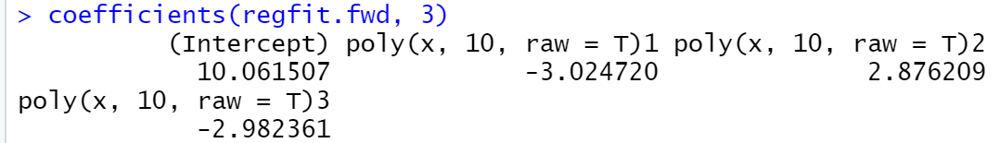 > coefficients(regfit.fwd, 3)
(Intercept) poly(x, 10, raw = T)1 poly(x, 10, raw = T)2
10.061507 -3.024720 2.876209
poly(x, 10, raw = T)3
-2.982361